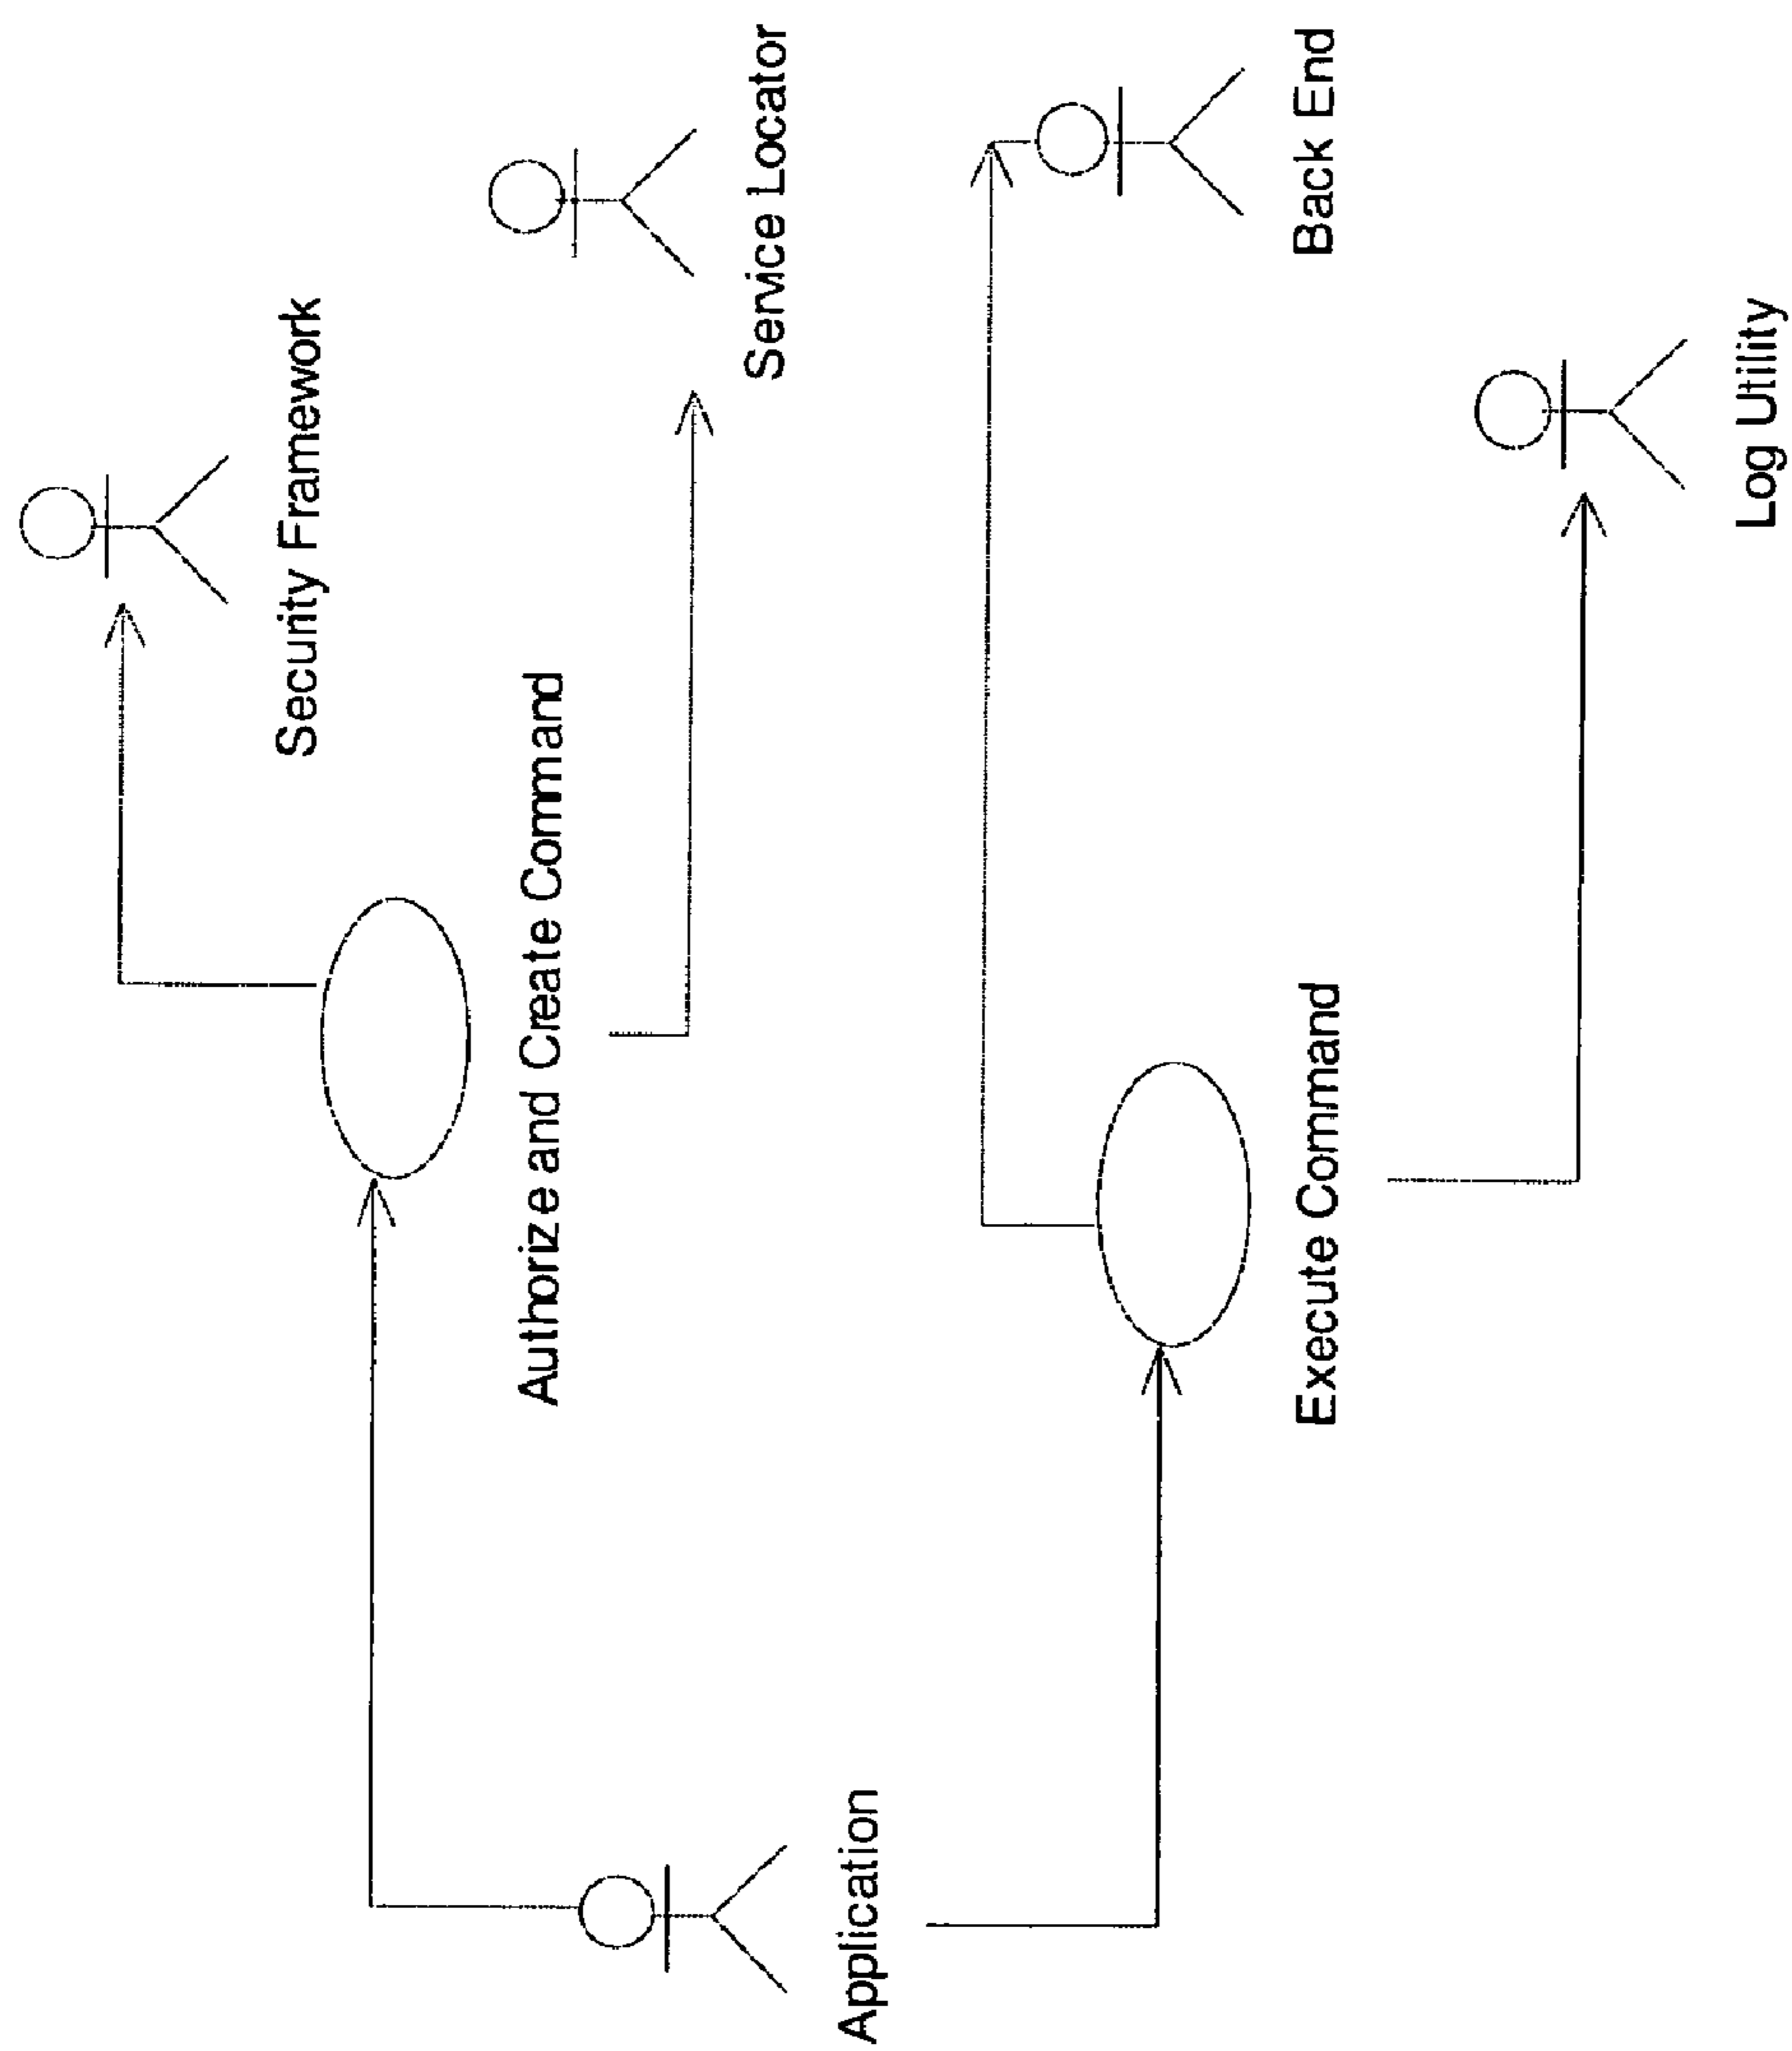 Security Framework
Service Locator
Authorize and Create Command
Application
Back End
Execute Command
Log Utility